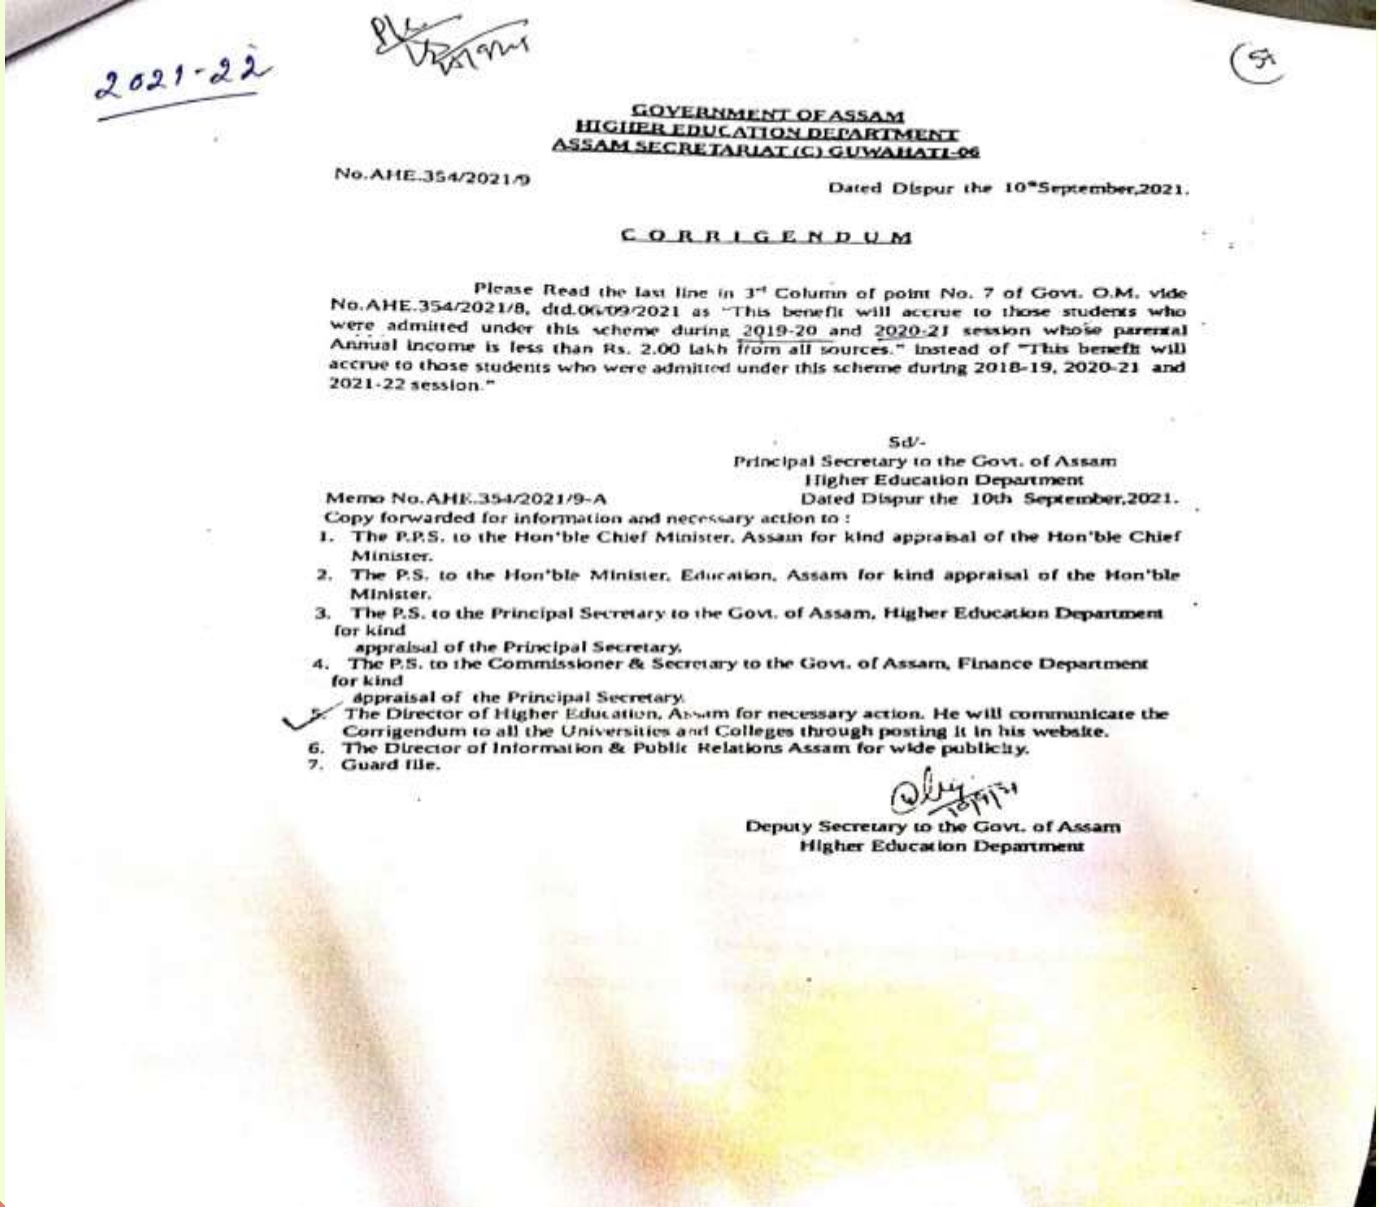 2021-22
GOVERNMENT OF ASSAM
HIGHER EDUCATION DEPARTMENT
ASSAM SECRETARIAT (C) GUWAHATI-06
No.AHE.354/2021/9
Dated Dispur the 10th September,2021.
CORRIGENDUM
Please Read the last line in 3rd Column of point No. 7 of Govt. O.M. vide
No.AHE.354/2021/8, dtd.06/09/2021 as "This benefit will accrue to those students who
were admitted under this scheme during 2019-20 and 2020-21 session whose parental
Annual Income is less than Rs. 2.00 lakh from all sources." Instead of "This benefit will
accrue to those students who were admitted under this scheme during 2018-19, 2020-21 and
2021-22 session."
Sd/-
Principal Secretary to the Govt. of Assam
Higher Education Department
Memo No.AHE.354/2021/9-A
Dated Dispur the 10th September,2021.
Copy forwarded for information and necessary action to :
1. The P.P.S. to the Hon'ble Chief Minister, Assam for kind appraisal of the Hon'ble Chief
Minister.
2. The P.S. to the Hon'ble Minister, Education, Assam for kind appraisal of the Hon'ble
Minister.
3. The P.S. to the Principal Secretary to the Govt. of Assam, Higher Education Department
for kind
appraisal of the Principal Secretary.
4. The P.S. to the Commissioner & Secretary to the Govt. of Assam, Finance Department
for kind
appraisal of the Principal Secretary.
5. The Director of Higher Education, Assam for necessary action. He will communicate the
Corrigendum to all the Universities and Colleges through posting it in his website.
6. The Director of Information & Public Relations Assam for wide publicity.
7. Guard file.
10/9/21
Deputy Secretary to the Govt. of Assam
Higher Education Department